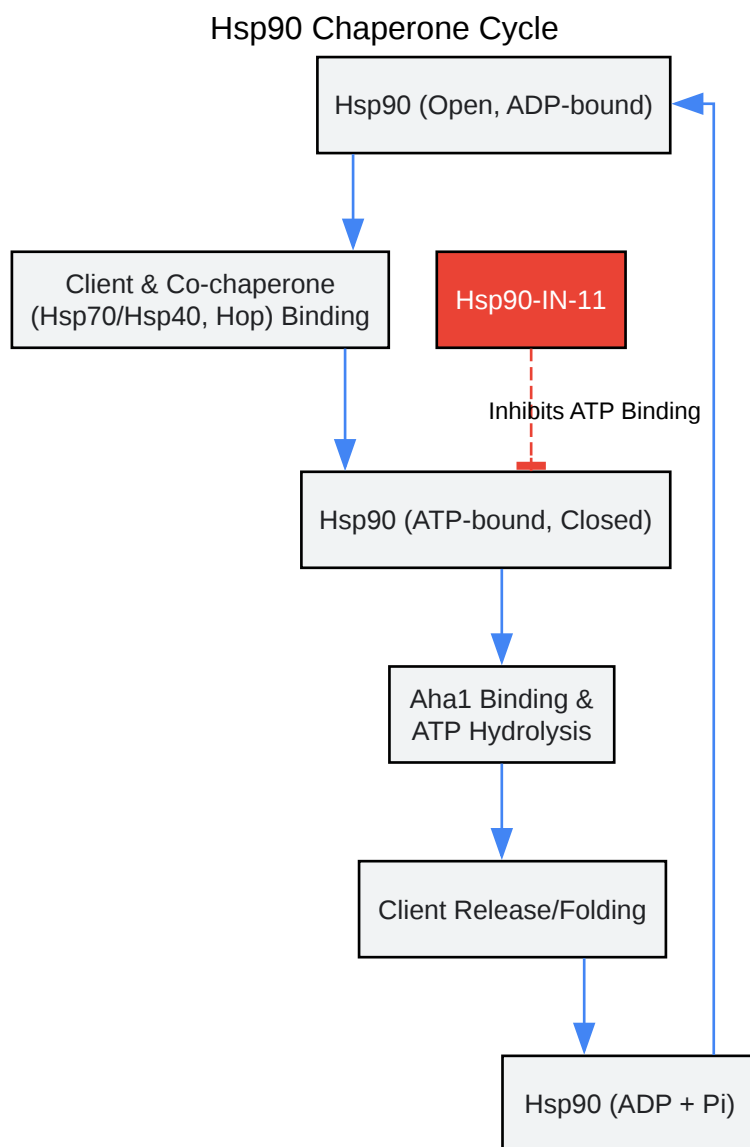 Hsp90 Chaperone Cycle
Hsp90 (Open, ADP-bound)
Client & Co-chaperone
(Hsp70/Hsp40, Hop) Binding
Hsp90-IN-11
Inhibits ATP Binding
Hsp90 (ATP-bound, Closed)
Aha1 Binding &
ATP Hydrolysis
Client Release/Folding
Hsp90 (ADP + Pi)